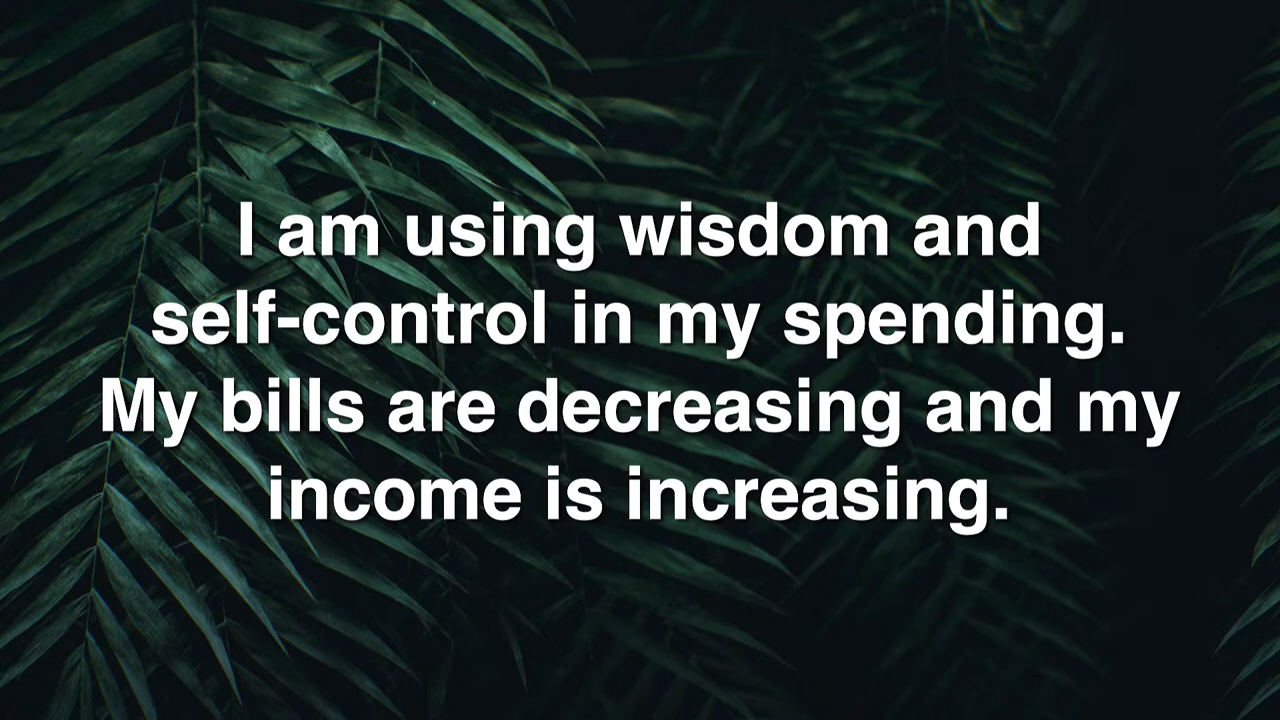 I am using wisdom and
self-control in my spending.
My bills are decreasing and my
income is increasing.